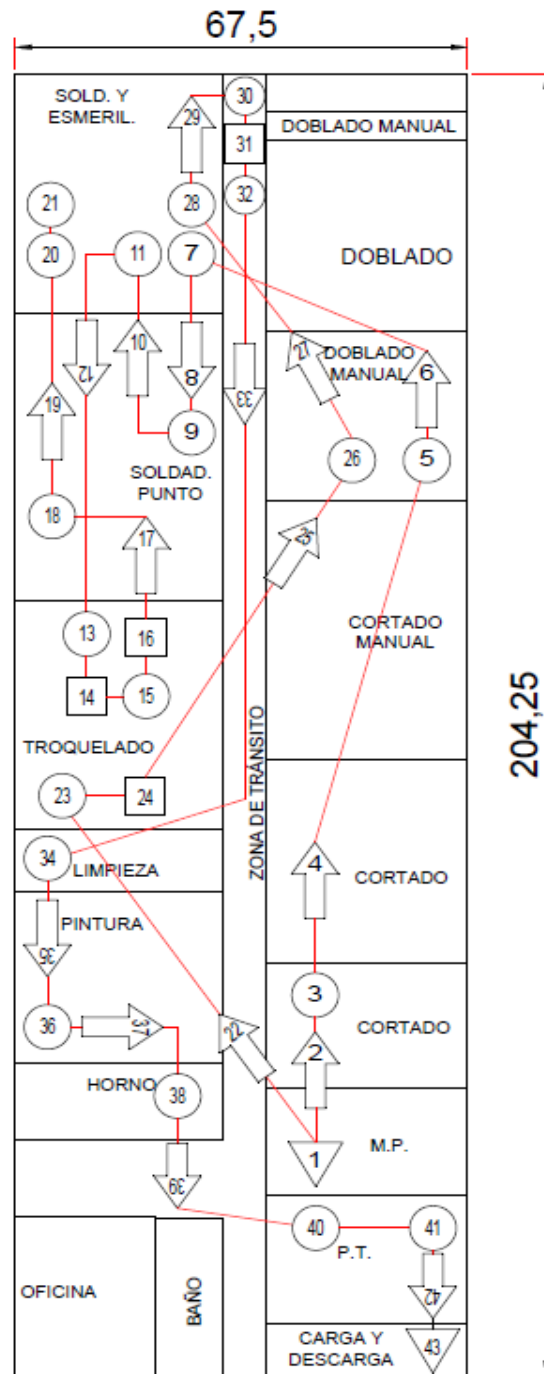 67,5
SOLD. Y
ESMERIL.
29
30
DOBLADO MANUAL
31
32
21
28
20
11
7
DOBLADO
12
10
8
27
DOBLADO
MANUAL
6
33
19
9
26
5
SOLDAD.
PUNTO
18
17
25
13
16
CORTADO
MANUAL
14
15
204,25
TROQUELADO
23
24
ZONA DE TRÁNSITO
34
LIMPIEZA
4
CORTADO
PINTURA
35
3
36
37
22
2
CORTADO
HORNO
38
1
M.P.
39
40
41
P.T.
OFICINA
BAÑO
42
CARGA Y
DESCARGA
43